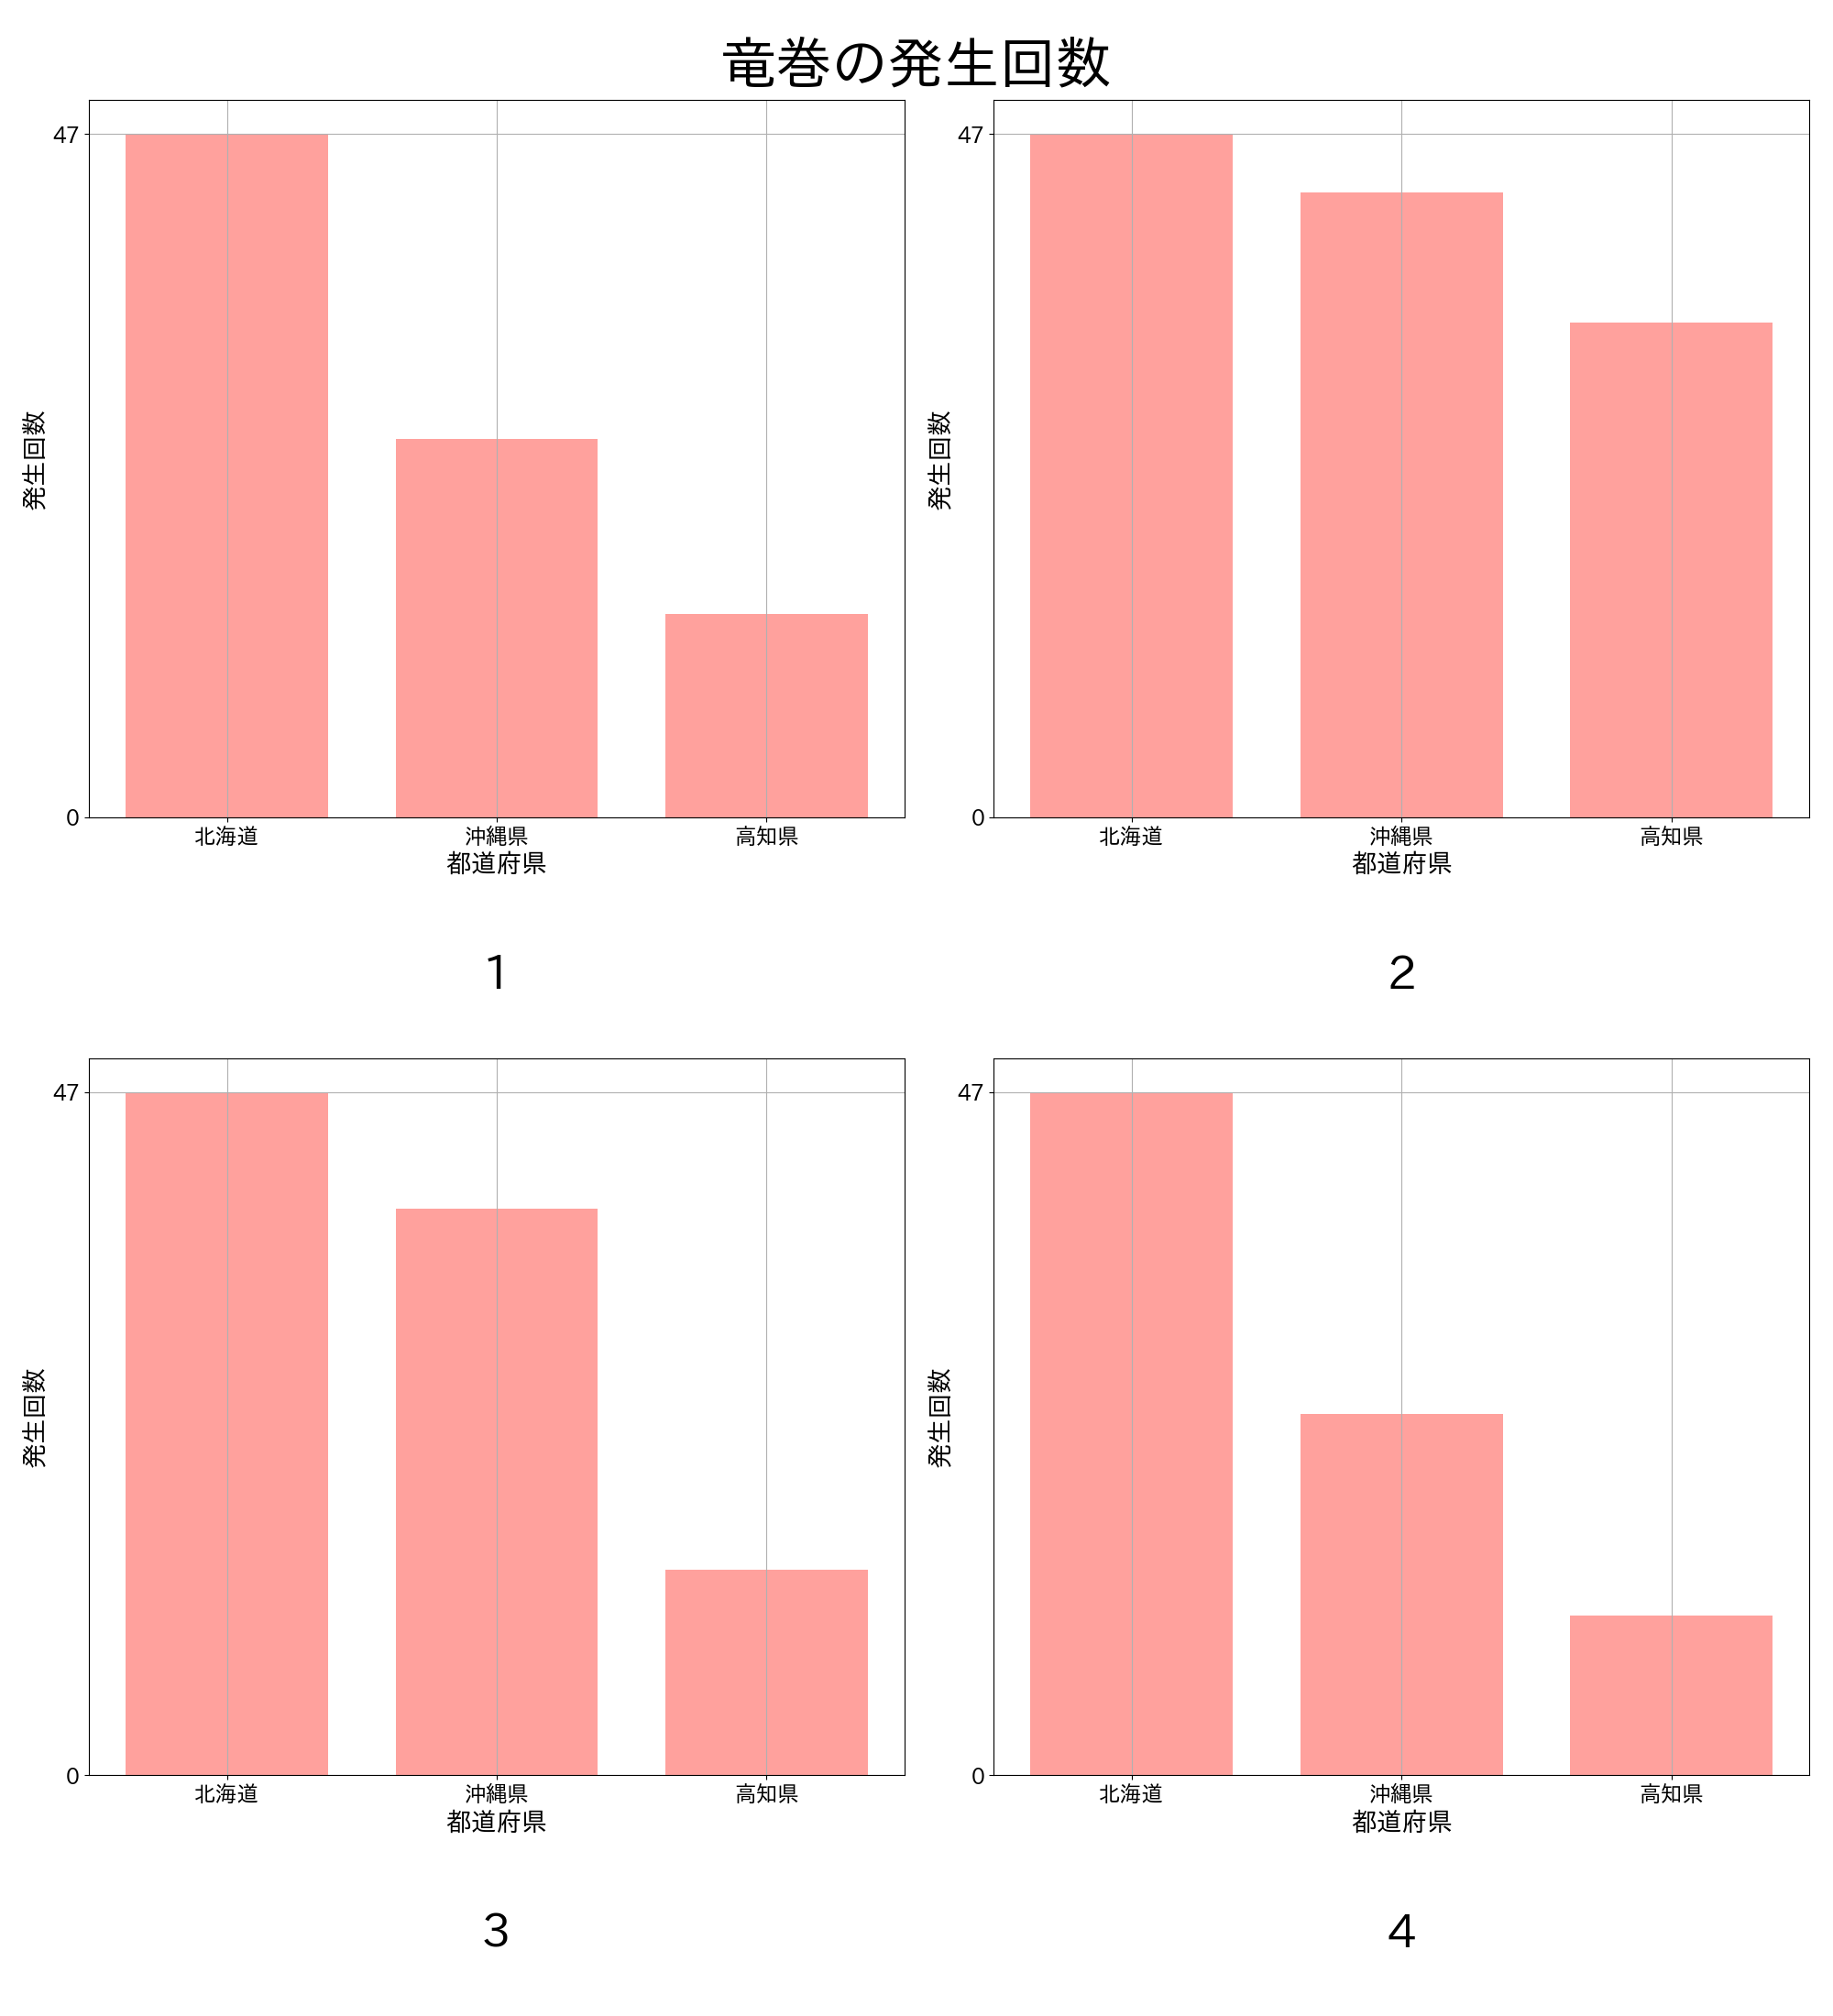 竜巻の発生回数
47
0
発生回数
北海道 沖縄県 高知県
都道府県
1
47
0
発生回数
北海道 沖縄県 高知県
都道府県
2
47
0
発生回数
北海道 沖縄県 高知県
都道府県
3
47
0
発生回数
北海道 沖縄県 高知県
都道府県
4